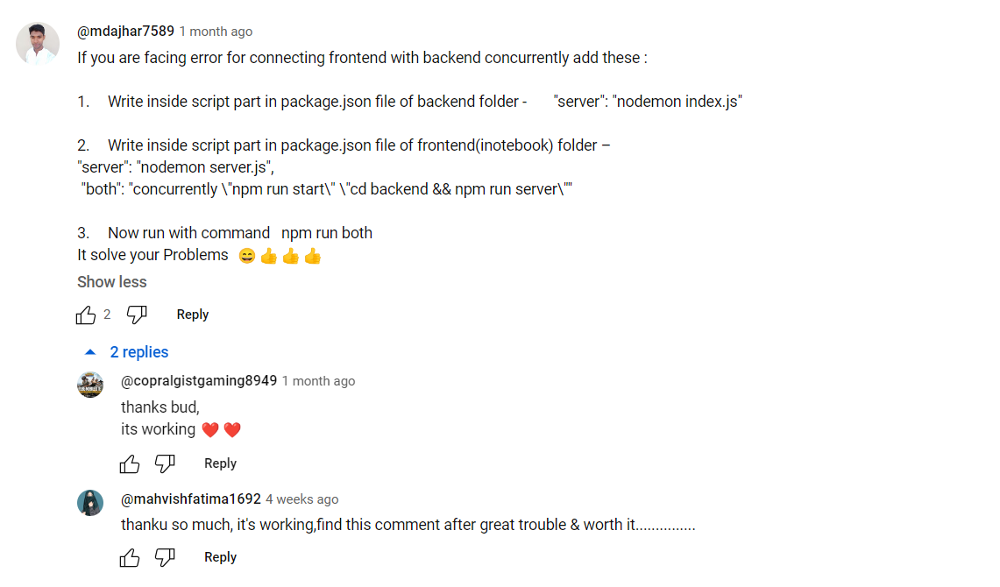 @mdajhar7589 1 month ago
If you are facing error for connecting frontend with backend concurrently add these :
1. Write inside script part in package.json file of backend folder - "server": "nodemon index.js"
2. Write inside script part in package.json file of frontend(inotebook) folder –
"server": "nodemon server.js",
"both": "concurrently \"npm run start\" \"cd backend && npm run server\""
3. Now run with command npm run both
It solve your Problems 😄👍👍👍
Show less
2 Reply
2 replies
@copralgistgaming8949 1 month ago
thanks bud,
its working ❤️❤️
Reply
@mahvishfatima1692 4 weeks ago
thanku so much, it's working,find this comment after great trouble & worth it...............
Reply